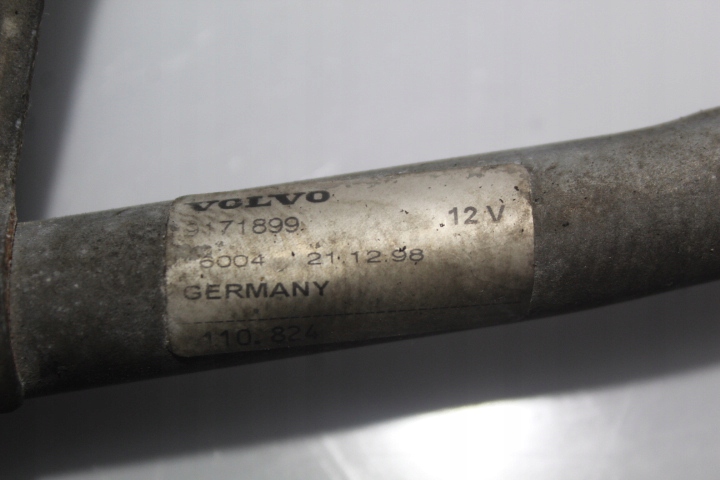 VOLVO
9171899 12 V
6004 21.12.98
GERMANY
110.824